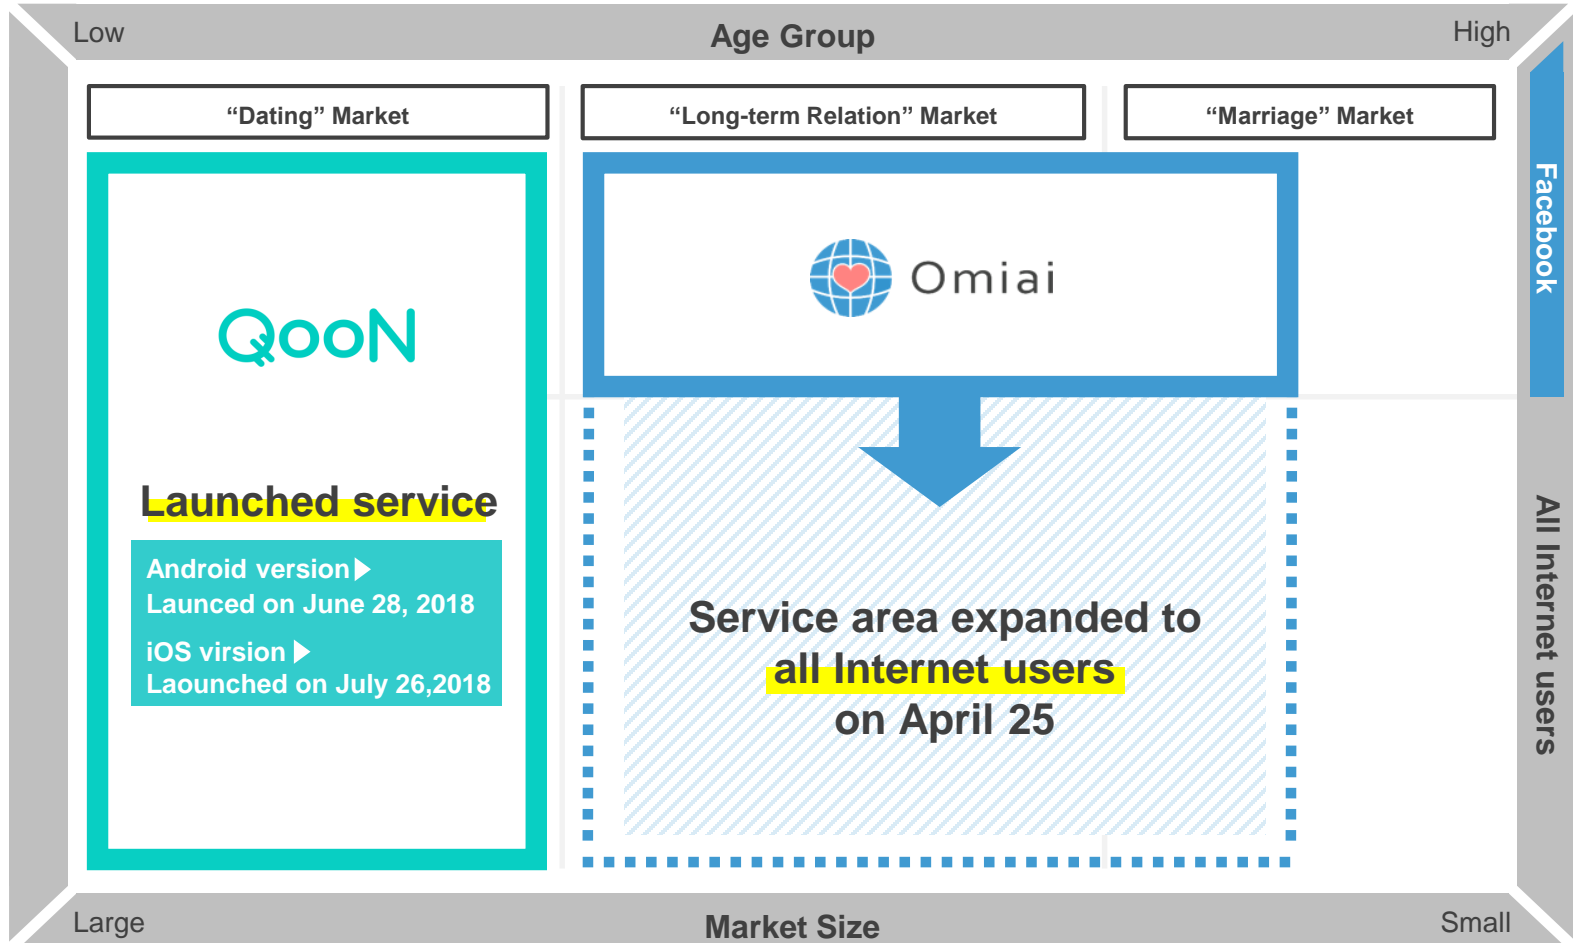 Low
Age Group
High
“Dating” Market
“Long-term Relation” Market
“Marriage” Market
Facebook
Omiai
QooN
Launched service
Android version▶
Launced on June 28, 2018
iOS virsion ▶
Laounched on July 26,2018
Service area expanded to
all Internet users
on April 25
All Internet users
Large
Market Size
Small